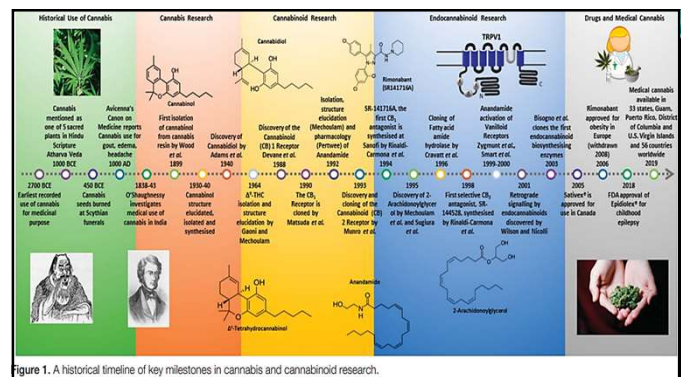 Historical Use of Cannabis
Cannabis Research
Cannabinoid Research
Endocannabinoid Research
Drugs and Medical Cannabis
Cannabinol
Cannabidiol
Rimonabant
(SR141716A)
TRPV1
N
C
Cannabis
mentioned as
one of 5 sacred
plants in Hindu
Scripture
Atharva Veda
1000 BCE
Avicenna's
Canon on
Medicine reports
Cannabis use for
gout, edema,
headache
1000 AD
First isolation
of cannabinol
from cannabis
resin by Wood
et al.
1899
Discovery of
Cannabidiol by
Adams et al.
1940
Discovery of the
Cannabinoid
(CB) 1 Receptor
Devane et al.
1988
Isolation,
structure
elucidation
(Mechoulam) and
pharmacology
(Pertwee) of
Anandamide
1992
SR-141716A, the
first CB₁
antagonist is
synthesised at
Sanofi by Rinaldi-
Carmona et al.
1994
Cloning of
Fatty acid
amide
hydrolase by
Cravatt et al.
1996
Anandamide
activation of
Vanilloid
Receptors
Zygmunt et al.,
Smart et al.
1999-2000
Bisogno et al.
clones the first
endocannabinoid
biosynthesising
enzymes
2003
Rimonabant
approved for
obesity in
Europe
(withdrawn
2008)
2006
Medical cannabis
available in
33 states, Guam,
Puerto Rico, District
of Columbia and
U.S. Virgin Islands
and 56 countries
worldwide
2019
2700 BCE
Earliest recorded
use of cannabis
for medicinal
purpose
450 BCE
Cannabis
seeds burned
at Scythian
funerals
1838-43
O'Shaughnessy
investigates
medical use of
cannabis in India
1930-40
Cannabinol
structure
elucidated,
isolated and
synthesised
1964
Δ⁹-THC
isolation and
structure
elucidation by
Gaoni and
Mechoulam
1990
The CB₁
Receptor is
cloned by
Matsuda et al.
1993
Discovery and
cloning of the
Cannabinoid (CB)
2 Receptor by
Munro et al.
1995
Discovery of 2-
Arachidonoylglycer
ol by Mechoulam
et al. and Sugiura
et al.
1998
First selective CB₂
antagonist, SR-
144528, synthesised
by Rinaldi-Carmona
et al.
2001
Retrograde
signalling by
endocannabinoids
discovered by
Wilson and Nicolli
2005
Sativex® is
approved for
use in Canada
2018
FDA approval of
Epidiolex® for
childhood
epilepsy
Δ⁹-Tetrahydrocannabinol
Anandamide
2-Arachidonoylglycerol
Figure 1. A historical timeline of key milestones in cannabis and cannabinoid research.